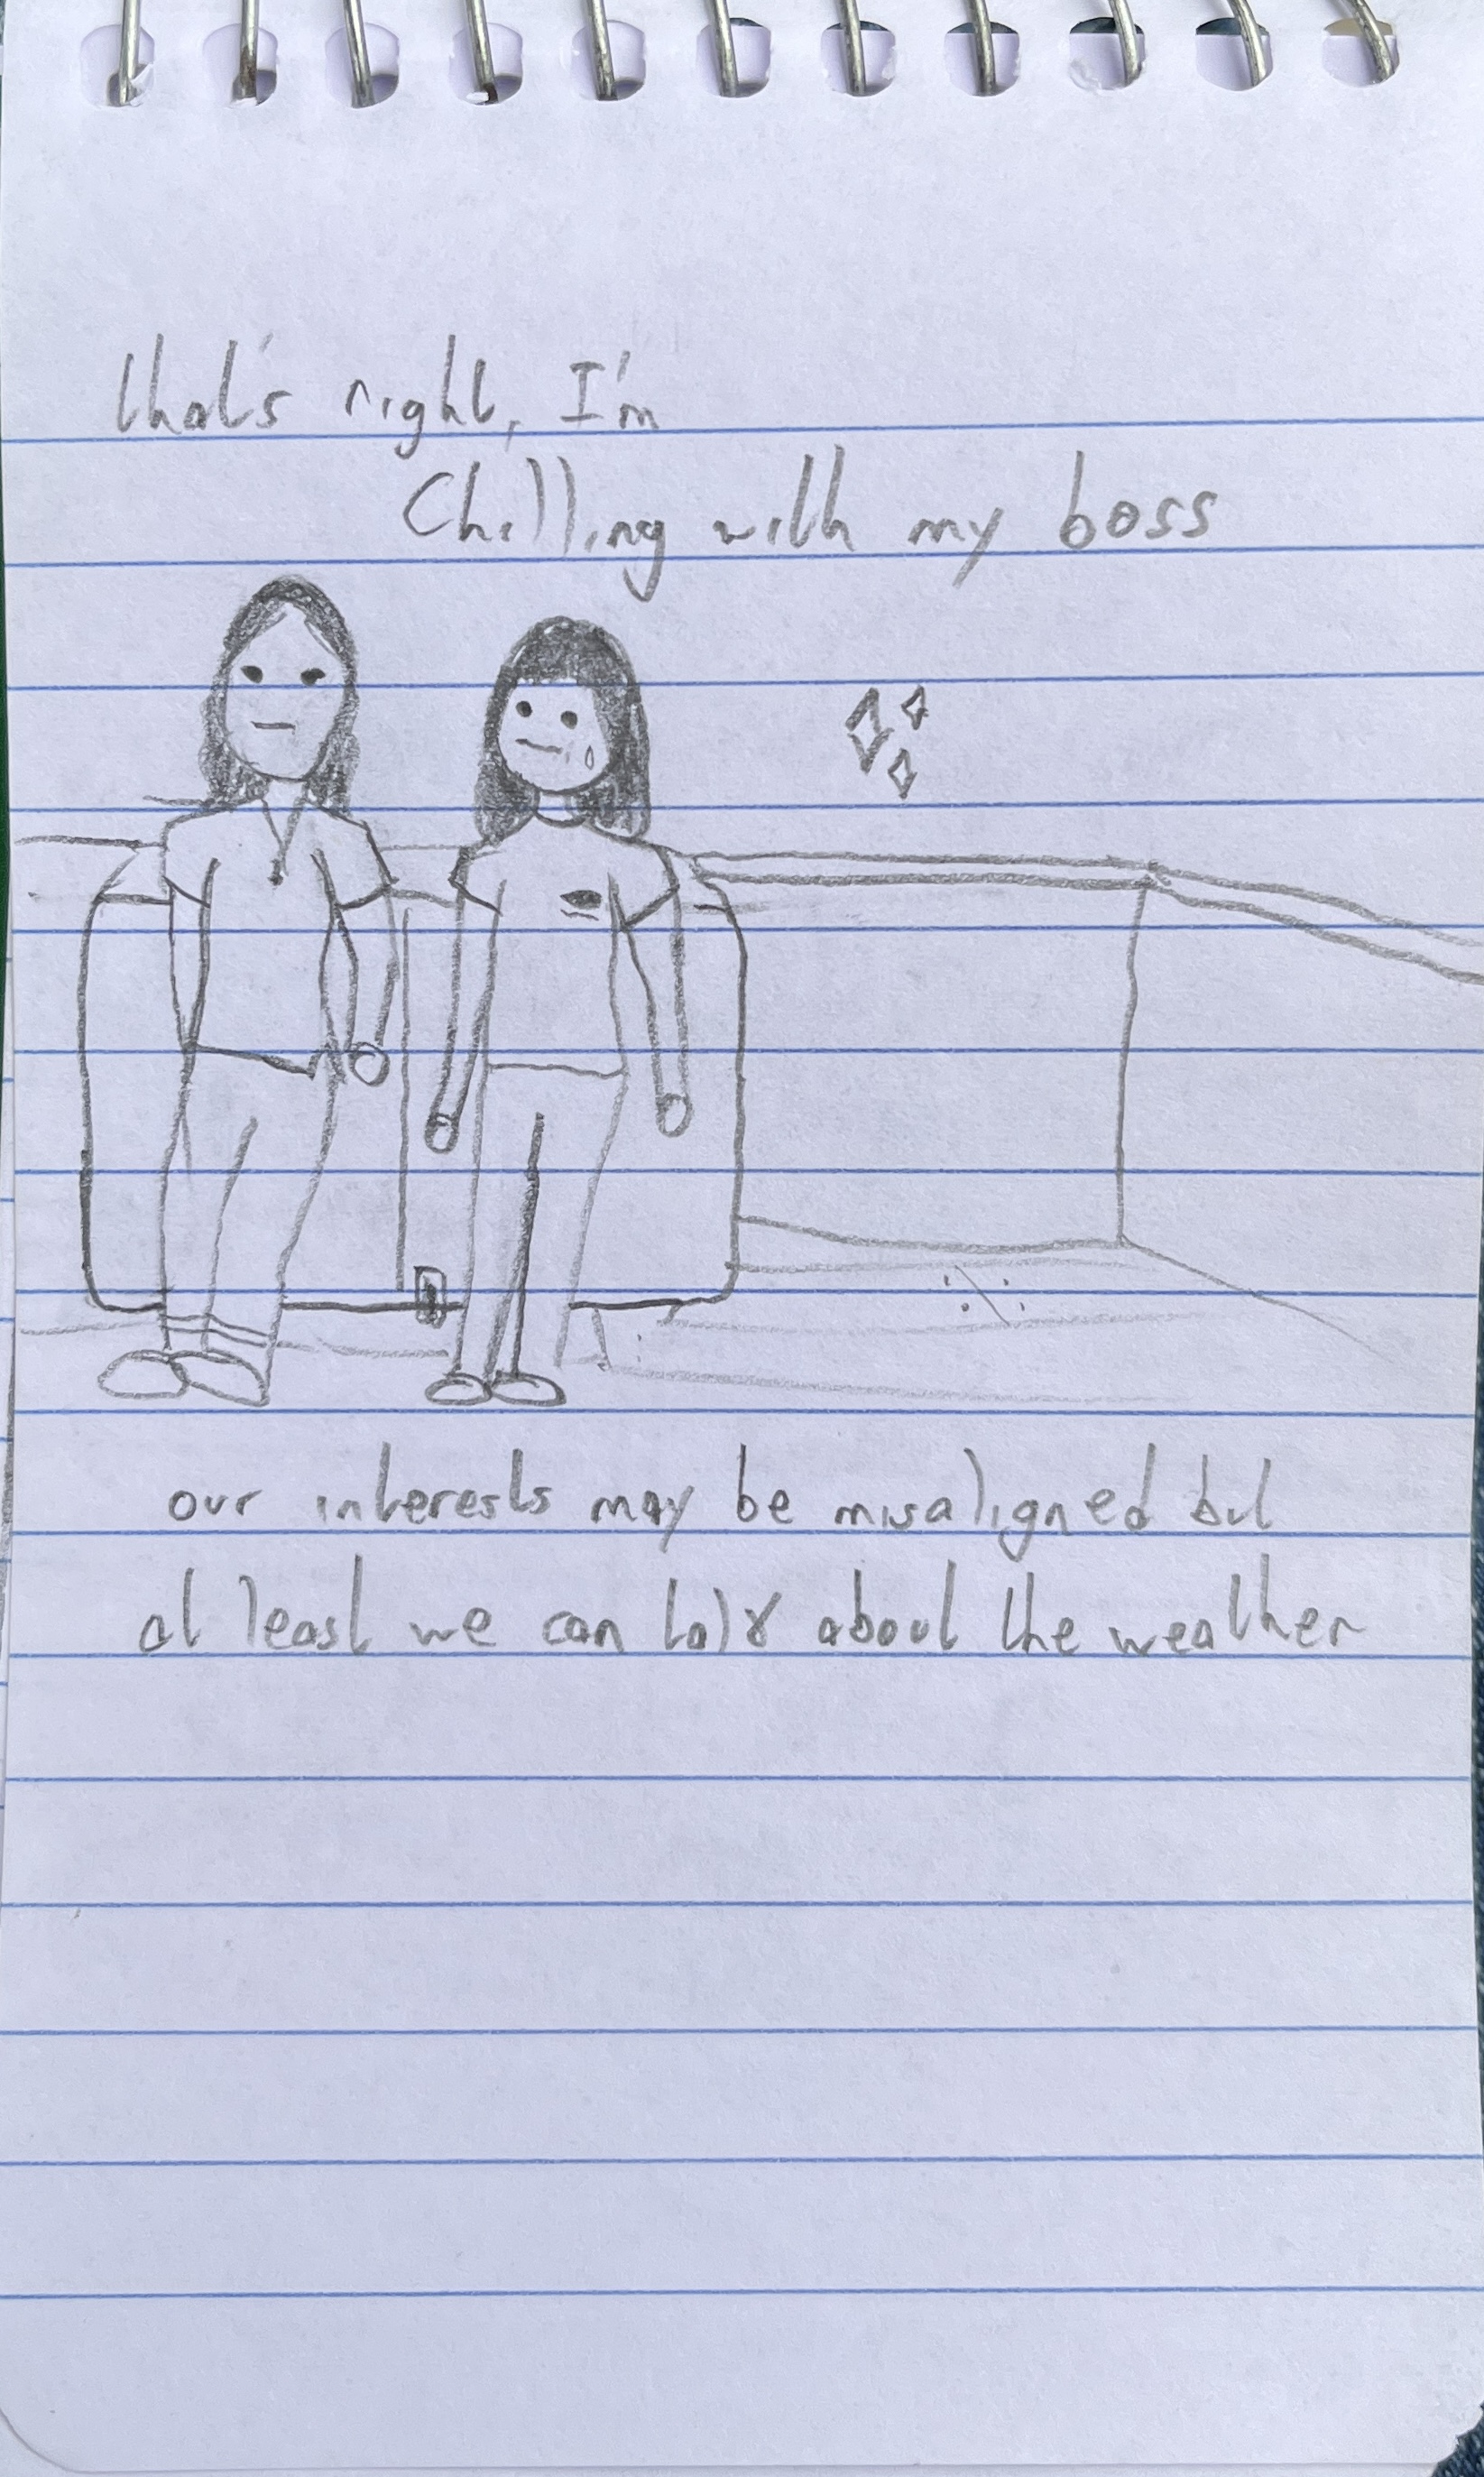 that's right, I'm
Chilling with my boss
our interests may be misaligned but
at least we can talk about the weather